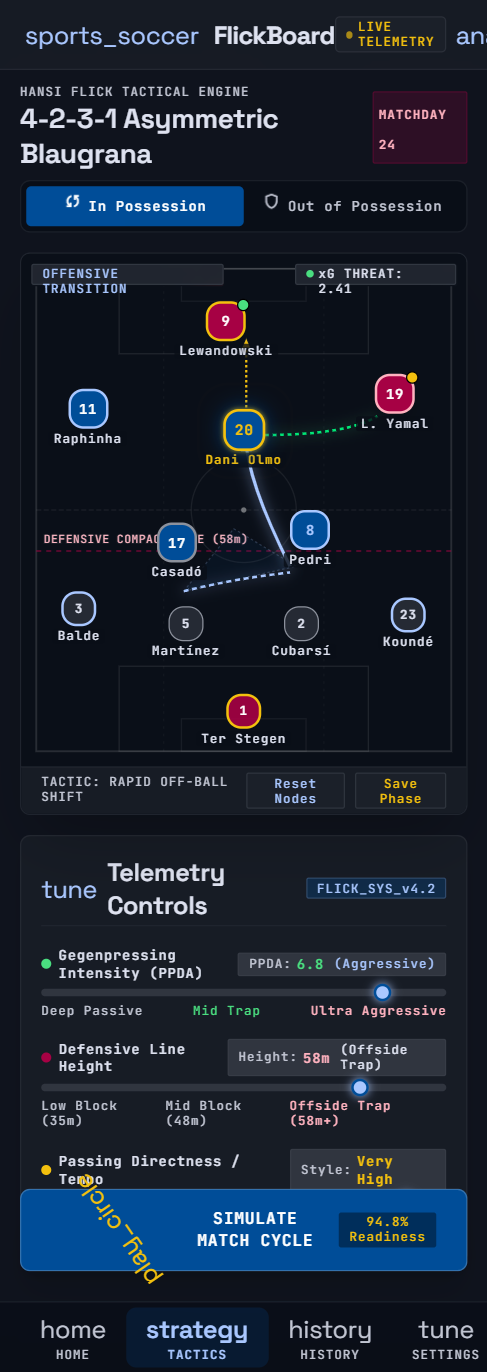 sports_soccer FlickBoard
LIVE
TELEMETRY
HANSI FLICK TACTICAL ENGINE
4-2-3-1 Asymmetric
Blaugrana
MATCHDAY
24
In Possession
Out of Possession
OFFENSIVE
TRANSITION
xG THREAT:
2.41
9
Lewandowski
19
L. Yamal
11
Raphinha
20
Dani Olmo
DEFENSIVE COMPAC
E (58m)
17
Casadó
8
Pedri
3
Balde
5
Martínez
2
Cubarsí
23
Koundé
1
Ter Stegen
TACTIC: RAPID OFF-BALL
SHIFT
Reset
Nodes
Save
Phase
tune
Telemetry
Controls
FLICK_SYS_v4.2
Gegenpressing
Intensity (PPDA)
PPDA: 6.8 (Aggressive)
Deep Passive
Mid Trap
Ultra Aggressive
Defensive Line
Height
Height: 58m (Offside
Trap)
Low Block
(35m)
Mid Block
(48m)
Offside Trap
(58m+)
Passing Directness /
Tempo
Style: Very
High
play_circle
SIMULATE
MATCH CYCLE
94.8%
Readiness
home
HOME
strategy
TACTICS
history
HISTORY
tune
SETTINGS